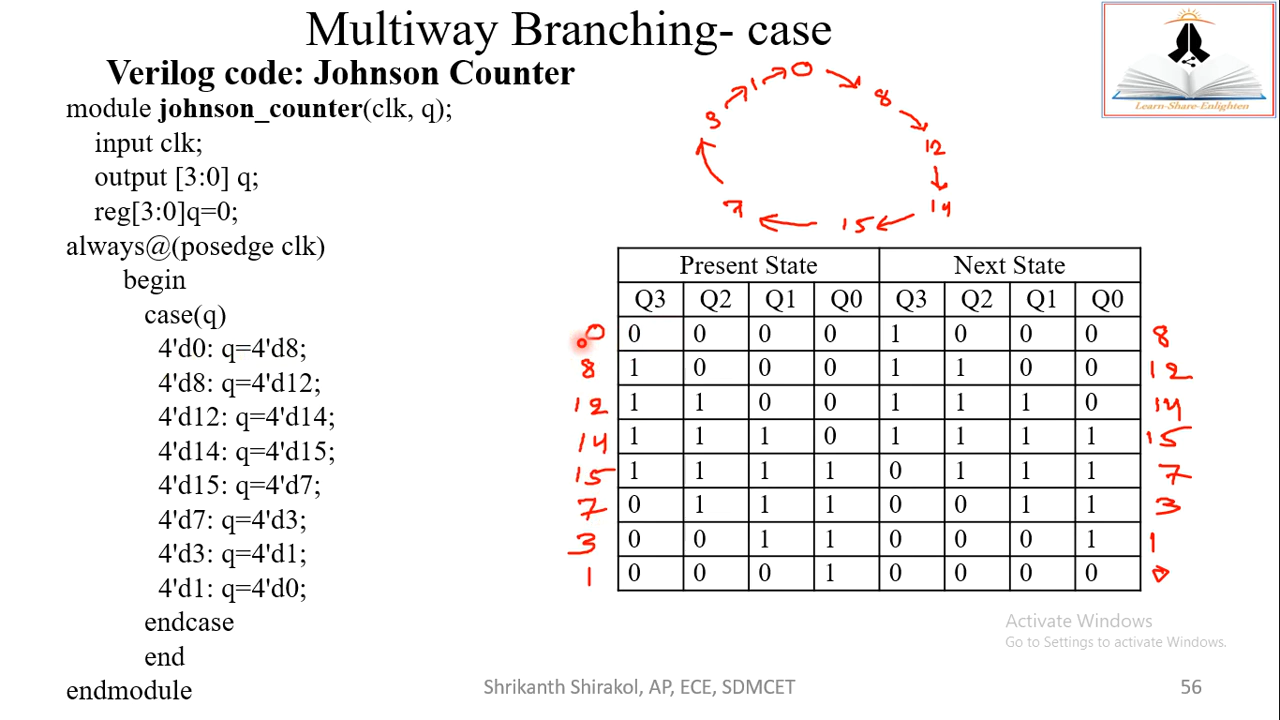 Multiway Branching- case
Verilog code: Johnson Counter
module johnson_counter(clk, q);
input clk;
output [3:0] q;
reg[3:0]q=0;
always@(posedge clk)
begin
case(q)
4'd0: q=4'd8;
4'd8: q=4'd12;
4'd12: q=4'd14;
4'd14: q=4'd15;
4'd15: q=4'd7;
4'd7: q=4'd3;
4'd3: q=4'd1;
4'd1: q=4'd0;
endcase
end
endmodule
Learn-Share-Enlighten
0
8
12
14
15
7
3
1
Present State Next State
Q3 Q2 Q1 Q0 Q3 Q2 Q1 Q0
0 0 0 0 0 1 0 0 0 8
8 1 0 0 0 1 1 0 0 12
12 1 1 0 0 1 1 1 0 14
14 1 1 1 0 1 1 1 1 15
15 1 1 1 1 0 1 1 1 7
7 0 1 1 1 0 0 1 1 3
3 0 0 1 1 0 0 0 1 1
1 0 0 0 1 0 0 0 0 0
Activate Windows
Go to Settings to activate Windows.
Shrikanth Shirakol, AP, ECE, SDMCET
56